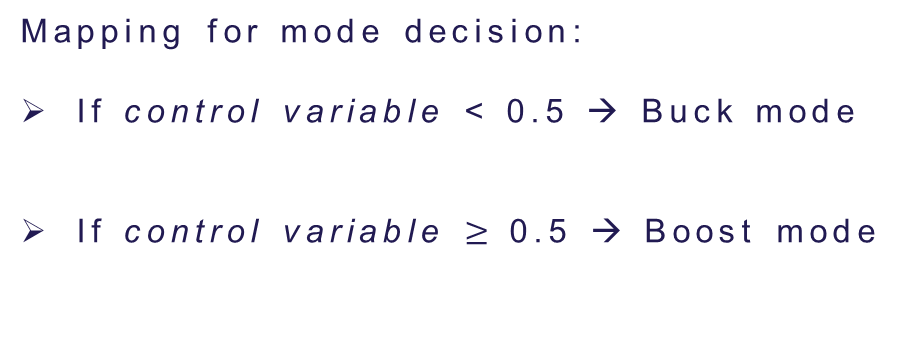 Mapping for mode decision:
➢ If control variable < 0.5 → Buck mode
➢ If control variable ≥ 0.5 → Boost mode